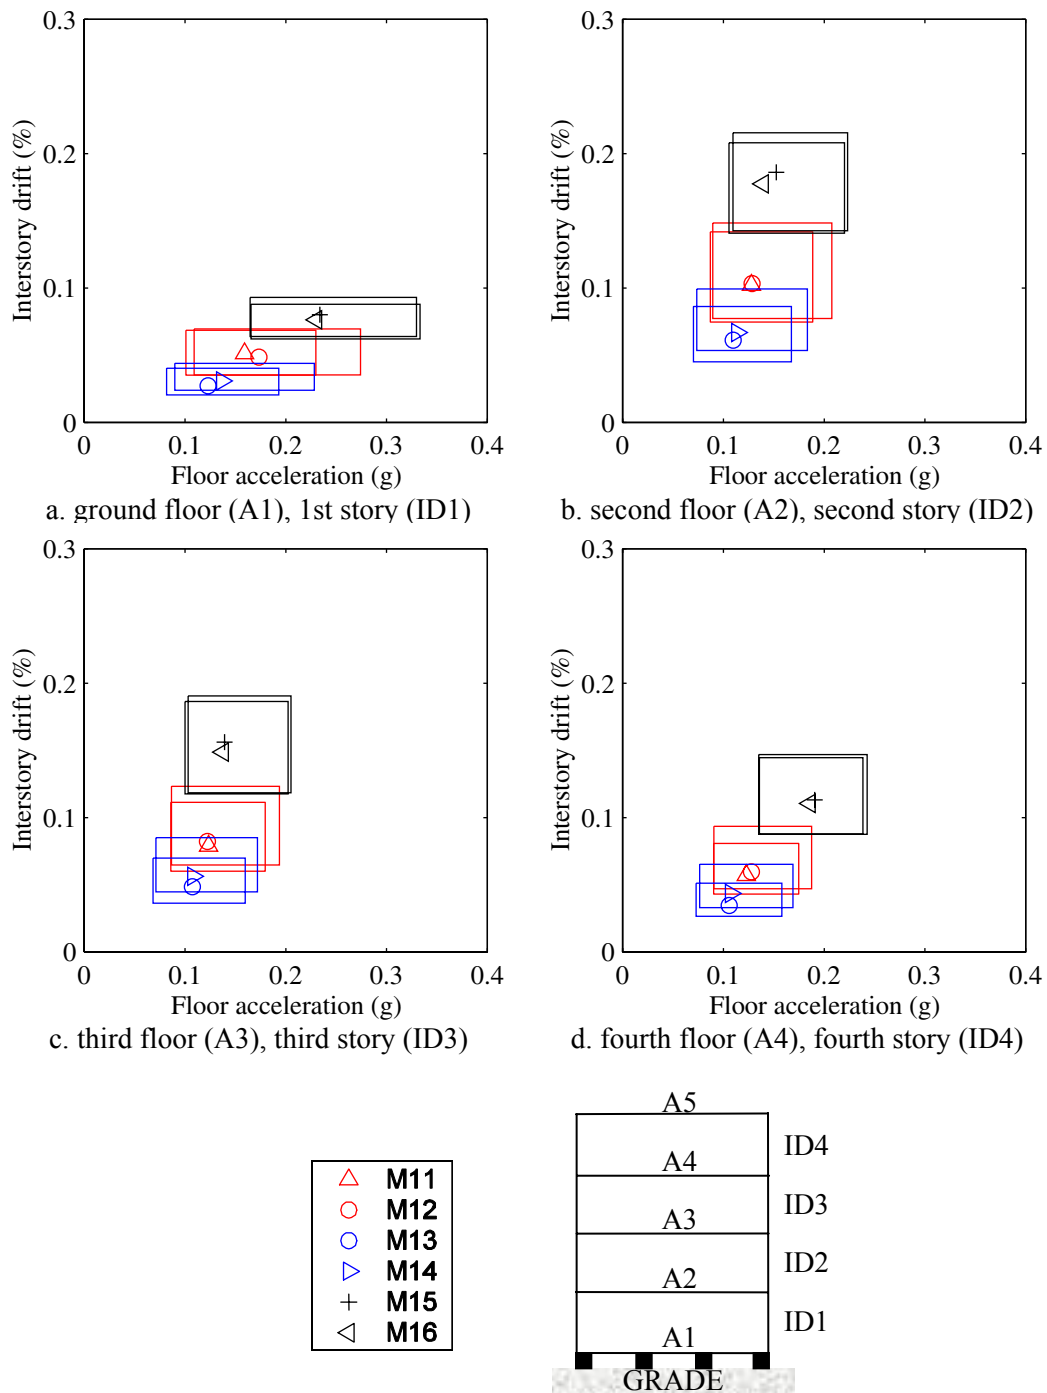 0.3
0.2
0.1
0
Interstory drift (%)
0
0.1
0.2
0.3
0.4
Floor acceleration (g)
a. ground floor (A1), 1st story (ID1)
0.3
0.2
0.1
0
Interstory drift (%)
0
0.1
0.2
0.3
0.4
Floor acceleration (g)
b. second floor (A2), second story (ID2)
0.3
0.2
0.1
0
Interstory drift (%)
0
0.1
0.2
0.3
0.4
Floor acceleration (g)
c. third floor (A3), third story (ID3)
0.3
0.2
0.1
0
Interstory drift (%)
0
0.1
0.2
0.3
0.4
Floor acceleration (g)
d. fourth floor (A4), fourth story (ID4)
M11
M12
M13
M14
M15
M16
A5
ID4
A4
ID3
A3
ID2
A2
ID1
A1
GRADE